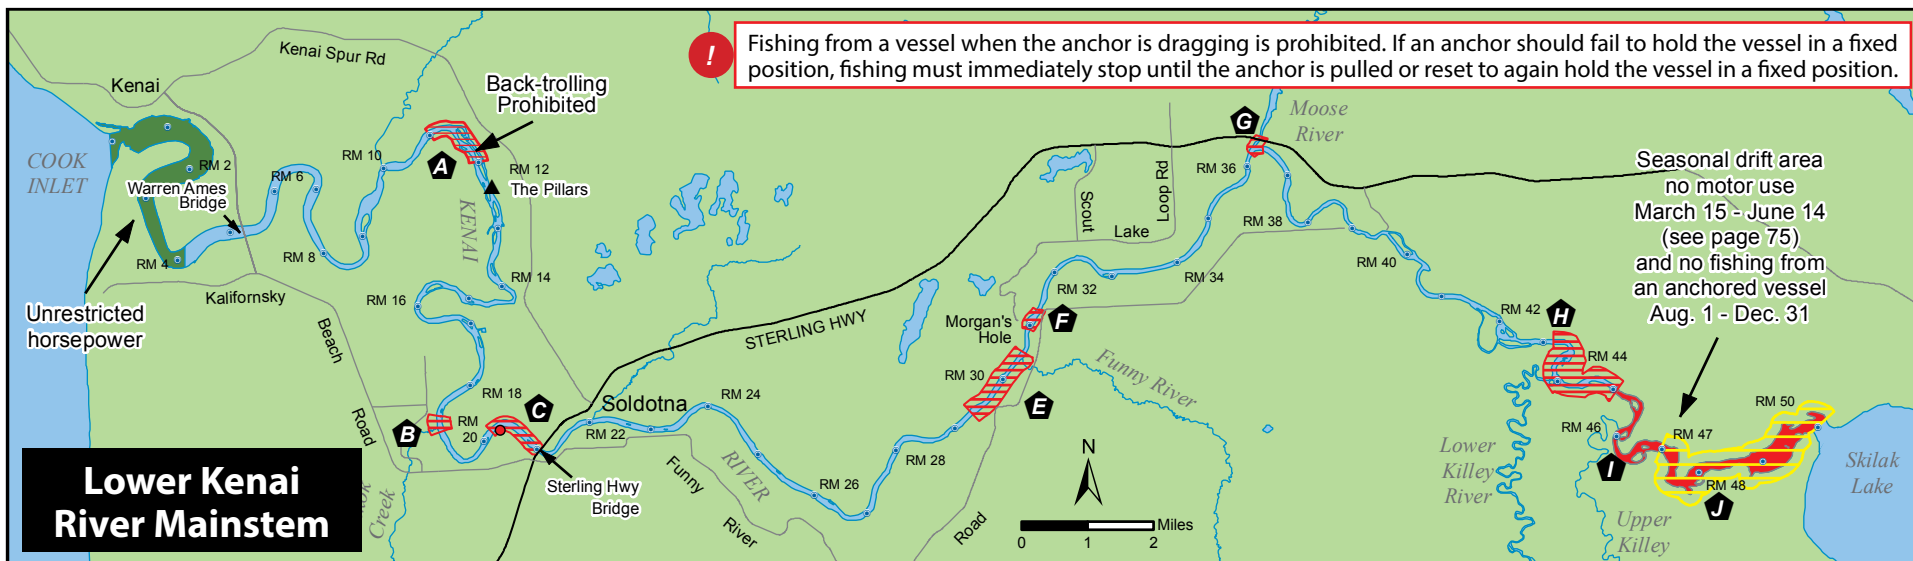 Fishing from a vessel when the anchor is dragging is prohibited. If an anchor should fail to hold the vessel in a fixed
position, fishing must immediately stop until the anchor is pulled or reset to again hold the vessel in a fixed position.
!
Kenai Spur Rd
Kenai
Back-trolling
Prohibited
COOK
INLET
RM 2
Warren Ames
Bridge
RM 4
RM 6
RM 8
RM 10
A
RM 12
The Pillars
KENAI
RM 14
RM 16
Unrestricted
horsepower
Kalifornsky
Beach
Road
RM 18
B
RM
20
C
Soldotna
RM 22
RM 24
Sterling Hwy
Bridge
Funny
River
Road
RIVER
RM 26
RM 28
STERLING HWY
Morgan's
Hole
RM 30
E
F
RM 32
Funny River
Scout
Lake
Loop Rd
RM 34
RM 36
G
Moose
River
RM 38
RM 40
RM 42
H
RM 44
Seasonal drift area
no motor use
March 15 - June 14
(see page 75)
and no fishing from
an anchored vessel
Aug. 1 - Dec. 31
RM 46
I
RM 47
RM 48
J
RM 50
Skilak
Lake
Lower
Killey
River
Upper
Killey
N
Miles
0 1 2
Creek
Lower Kenai
River Mainstem